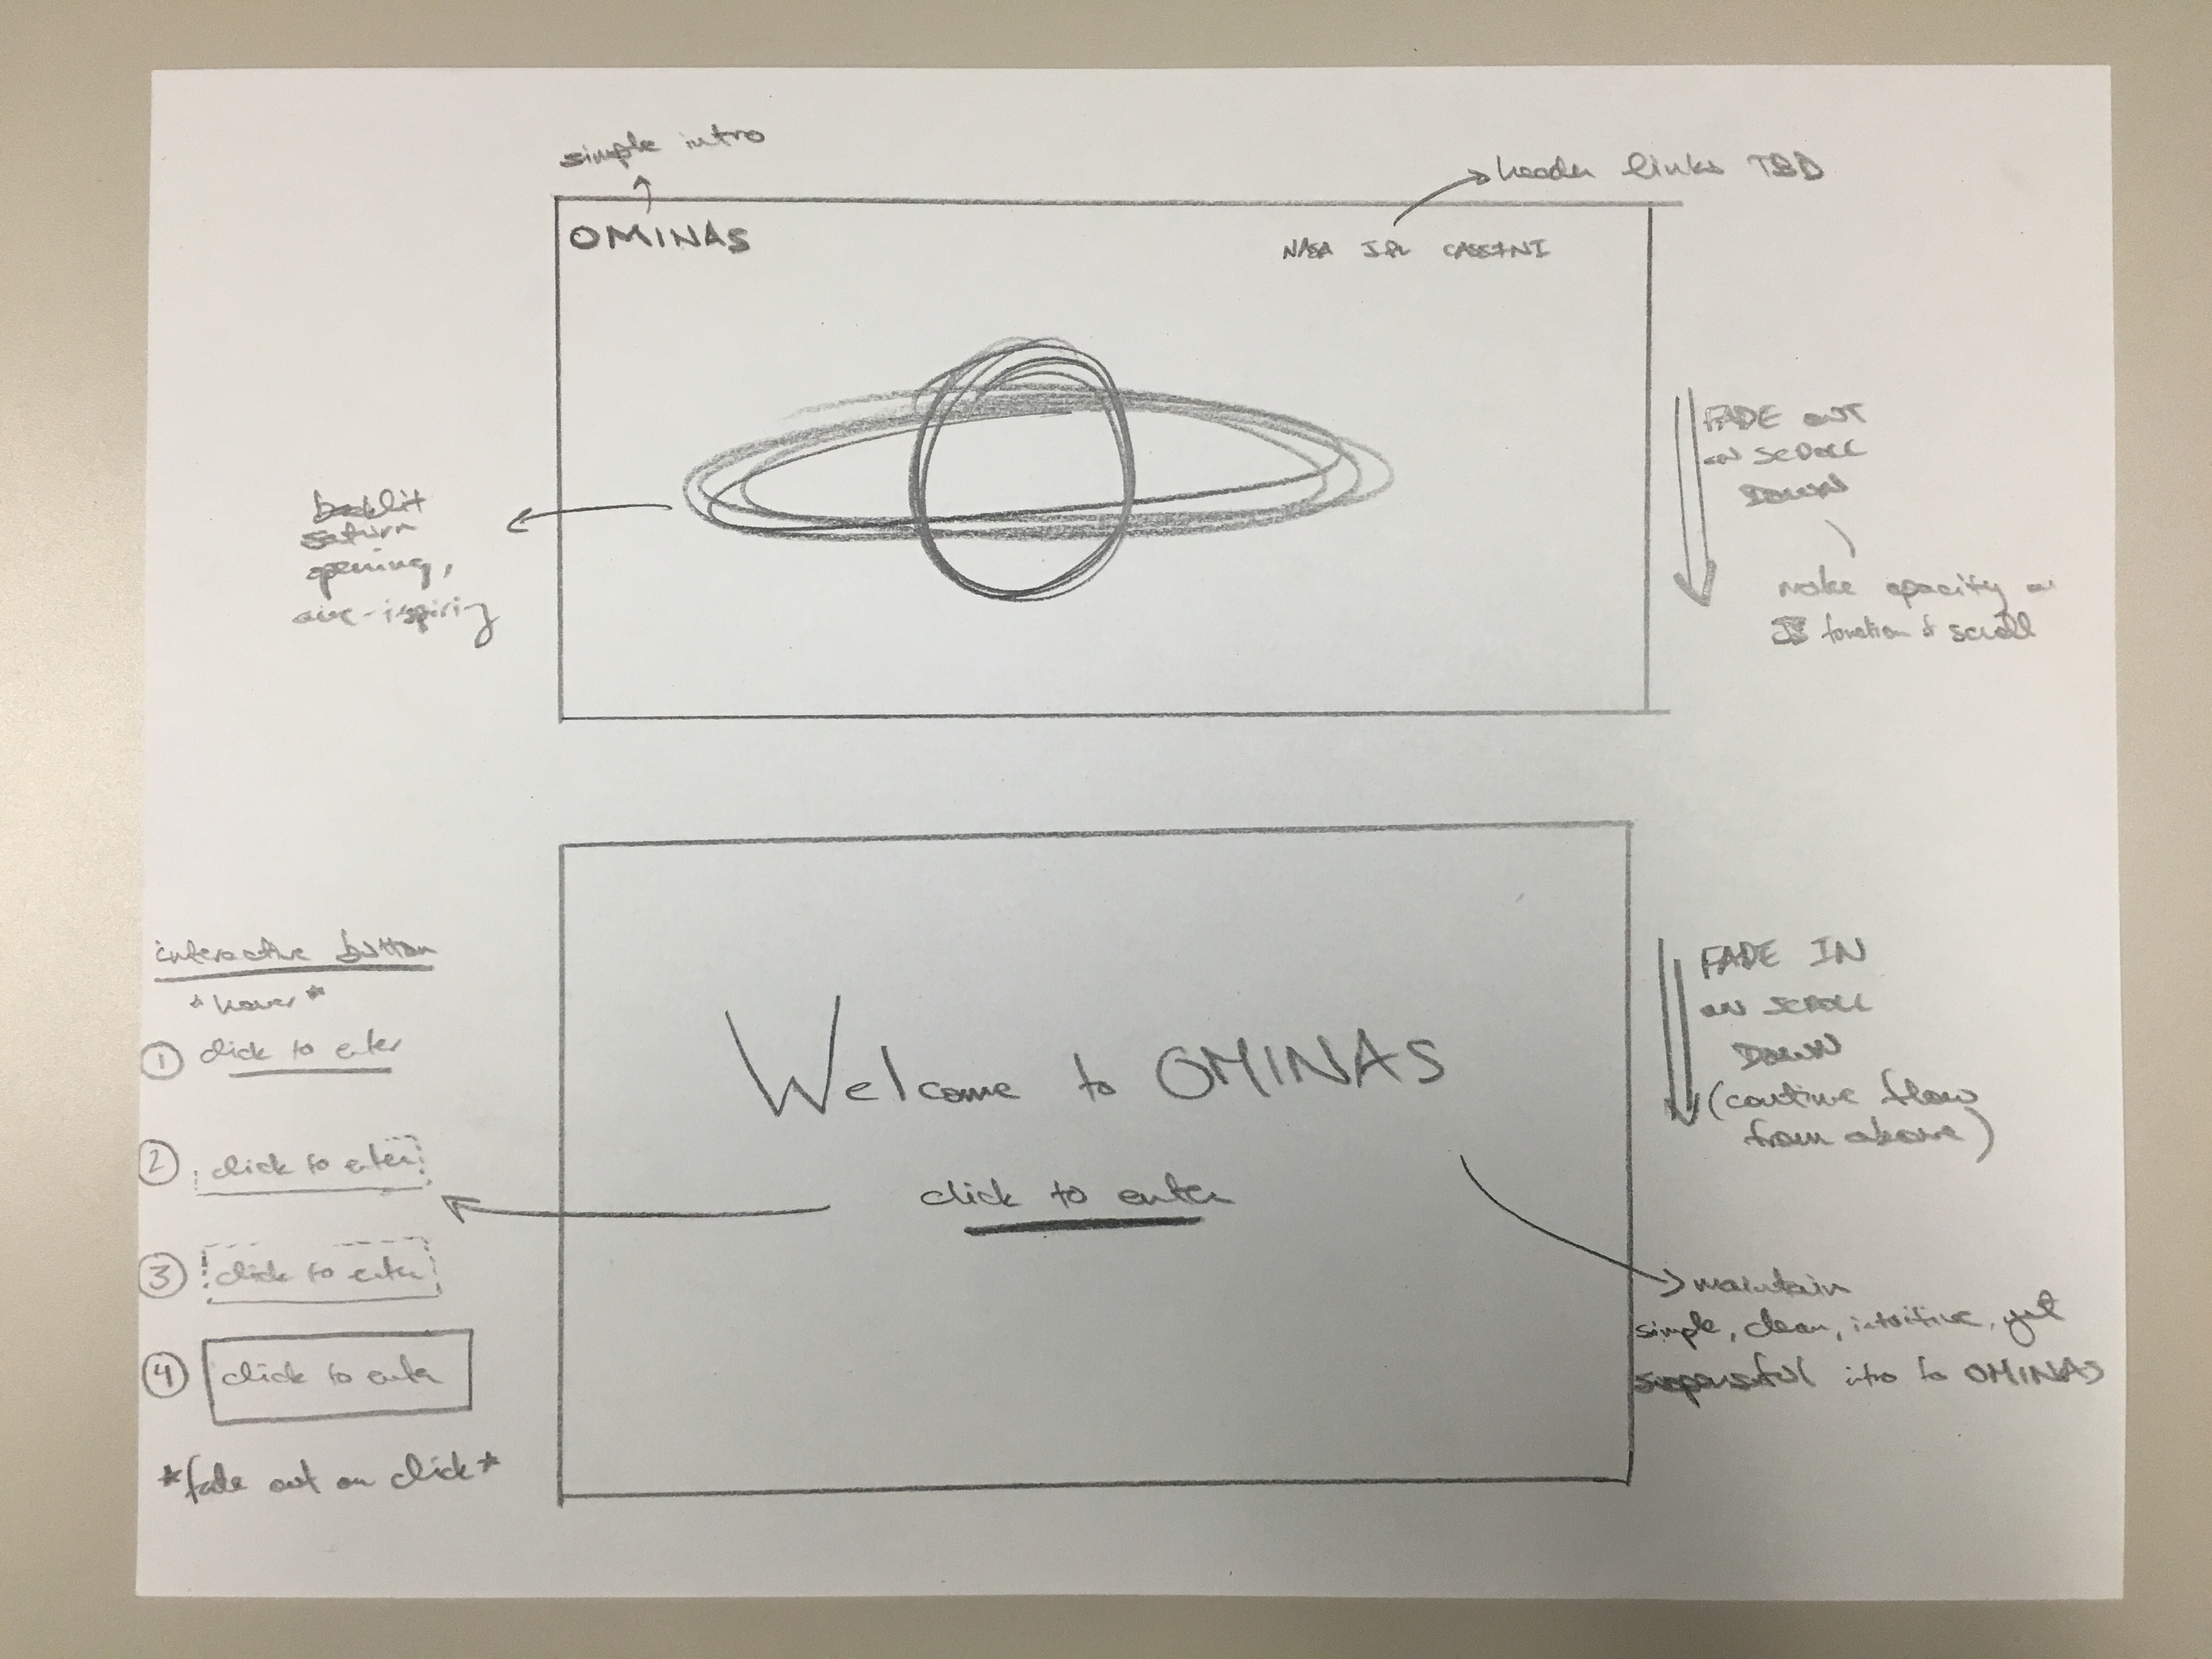 simple intro
header links TBD
OMINAS
NASA JPL CASSINI
backlit
saturn
opening,
awe-inspiring
FADE OUT
ON SCROLL
DOWN
make opacity a
JS function of scroll
interactive button
*hover*
① click to enter
② click to enter
③ click to enter
④ click to enter
*fade out on click*
Welcome to OMINAS
click to enter
FADE IN
ON SCROLL
DOWN
(continue flow
from above)
maintain
simple, clean, intuitive, yet
suspenseful intro to OMINAS